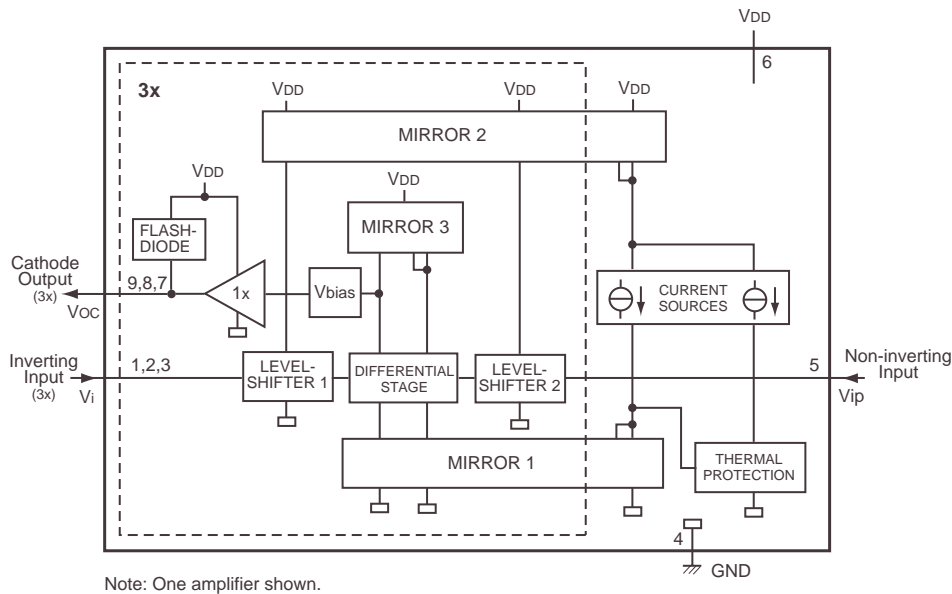 VDD
6
3x
VDD
VDD
VDD
MIRROR 2
VDD
VDD
FLASH-
DIODE
MIRROR 3
Cathode
Output
(3x)
9,8,7
VOC
1x
Vbias
CURRENT
SOURCES
Inverting
Input
(3x)
1,2,3
Vi
LEVEL-
SHIFTER 1
DIFFERENTIAL
STAGE
LEVEL-
SHIFTER 2
5
Non-inverting
Input
Vip
MIRROR 1
THERMAL
PROTECTION
4
GND
Note: One amplifier shown.